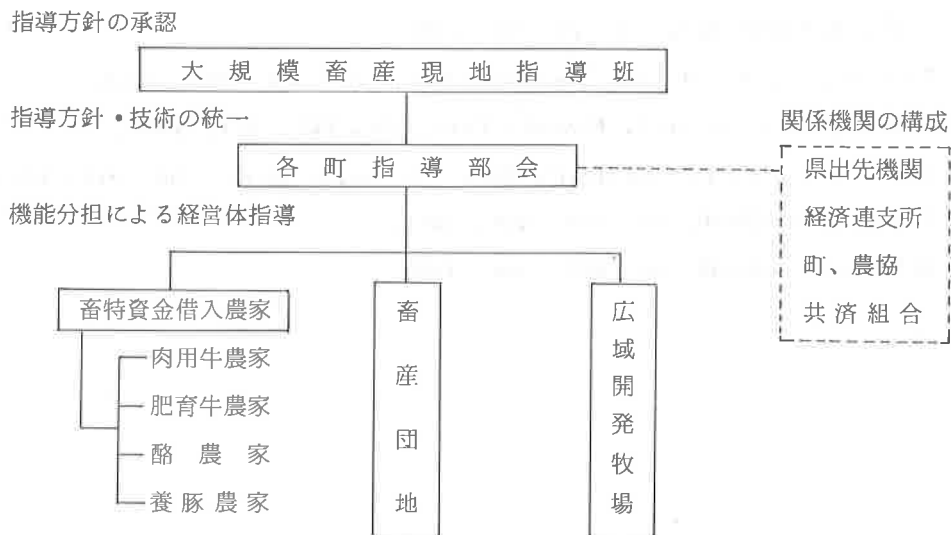 指導方針の承認
大規模畜産現地指導班
指導方針・技術の統一
関係機関の構成
各町指導部会
県出先機関
経済連支所
町、農協
共済組合
機能分担による経営体指導
畜特資金借入農家
肉用牛農家
肥育牛農家
酪農家
養豚農家
畜産団地
広域開発牧場